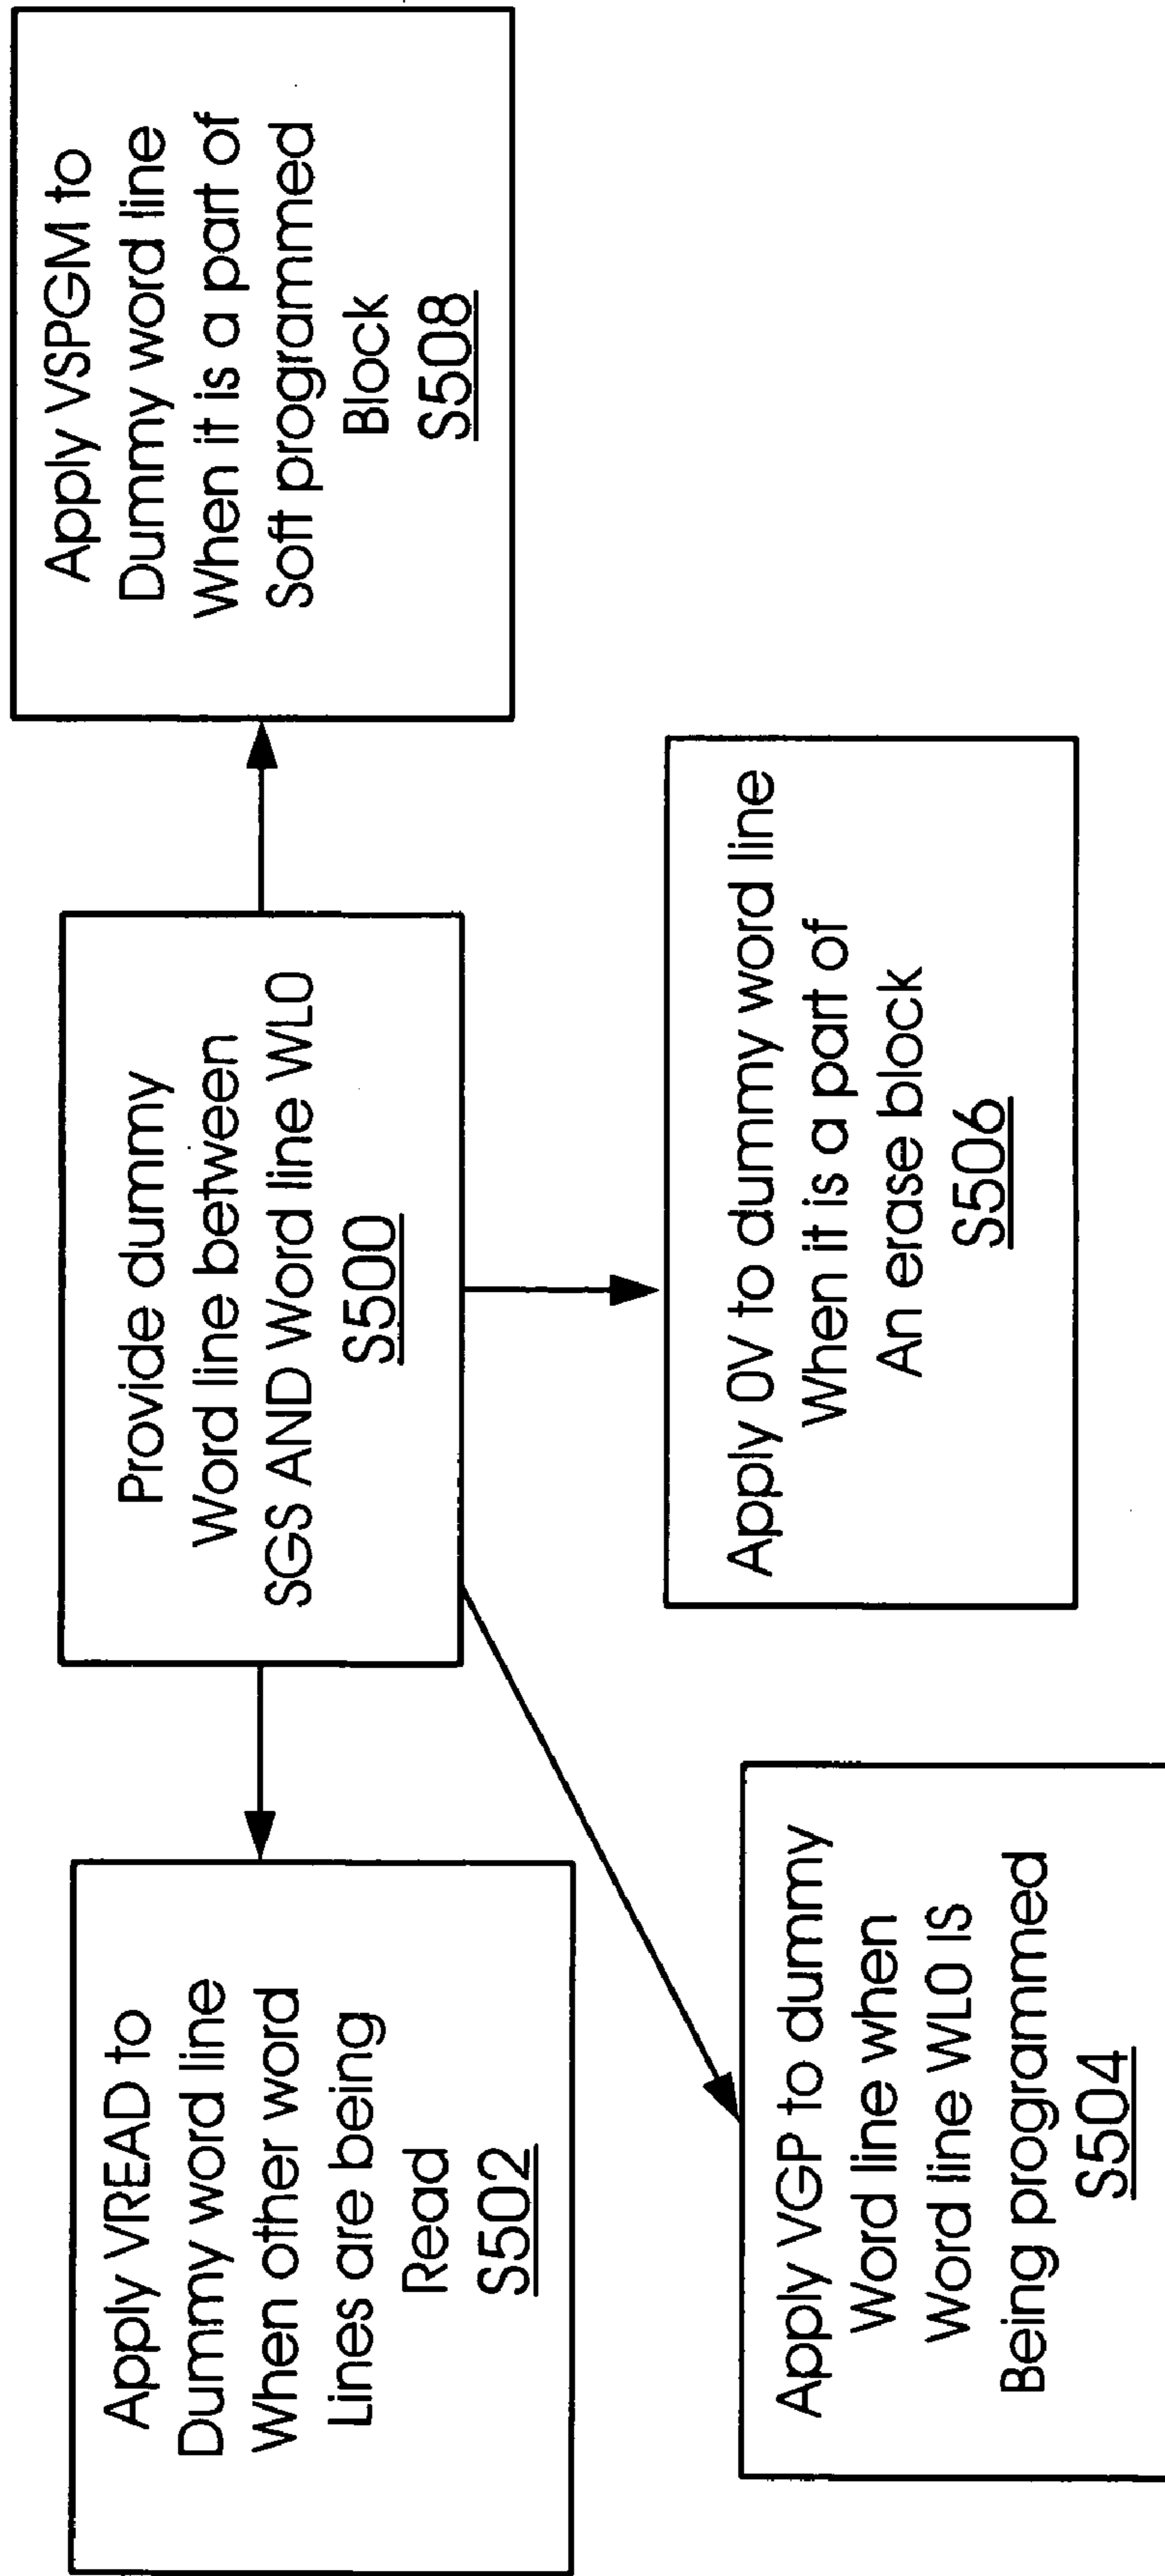 Provide dummy
Word line between
SGS AND Word line WL0
S500
Apply VREAD to
Dummy word line
When other word
Lines are being
Read
S502
Apply VGP to dummy
Word line when
Word line WL0 IS
Being programmed
S504
Apply 0V to dummy word line
When it is a part of
An erase block
S506
Apply VSPGM to
Dummy word line
When it is a part of
Soft programmed
Block
S508